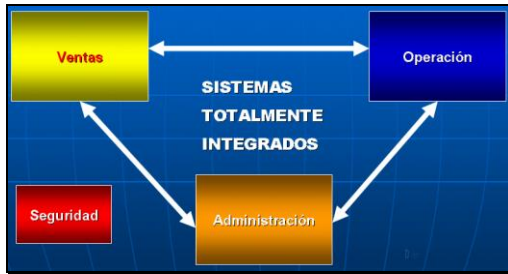 Ventas
Operación
SISTEMAS
TOTALMENTE
INTEGRADOS
Seguridad
Administración